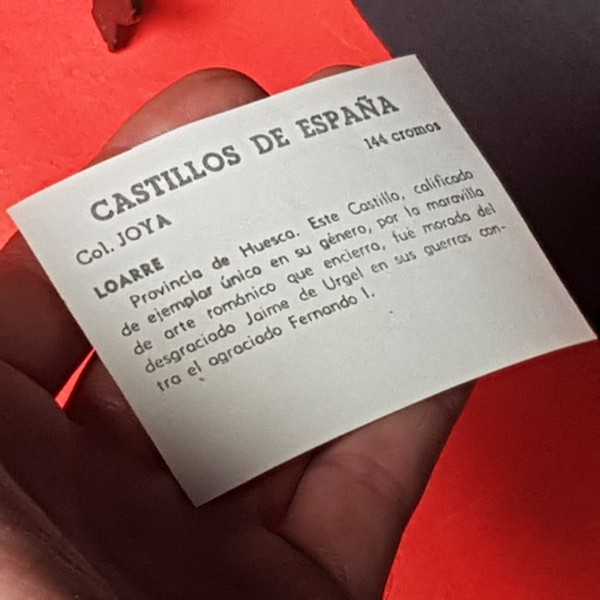 CASTILLOS DE ESPAÑA
144 cromos
Col. JOYA
LOARRE
Provincia de Huesca. Este Castillo, calificado
de ejemplar único en su género, por la maravilla
de arte románico que encierra, fué morada del
desgraciado Jaime de Urgel en sus guerras con-
tra el agraciado Fernando I.